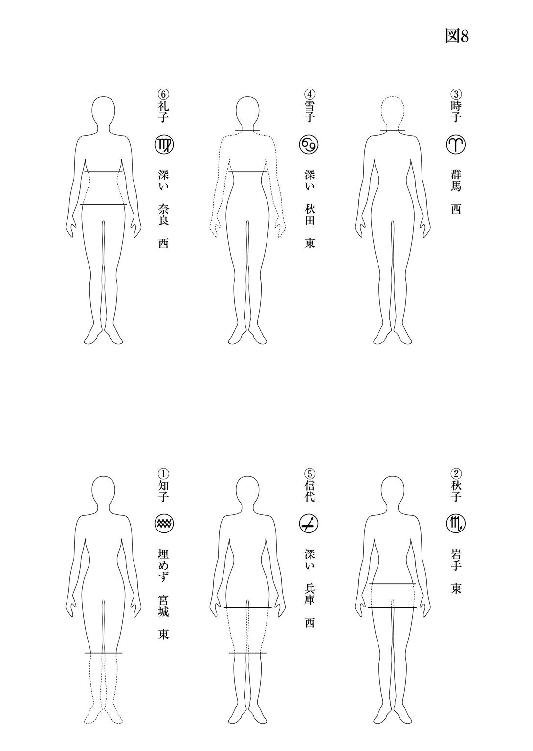 図8
③時子 ♈ 群馬 西
④雪子 ♋ 深い 秋田 東
⑥礼子 ♍ 深い 奈良 西
②秋子 ♏ 岩手 東
⑤信代 ♐ 深い 兵庫 西
①知子 ♒ 埋めず 宮城 東